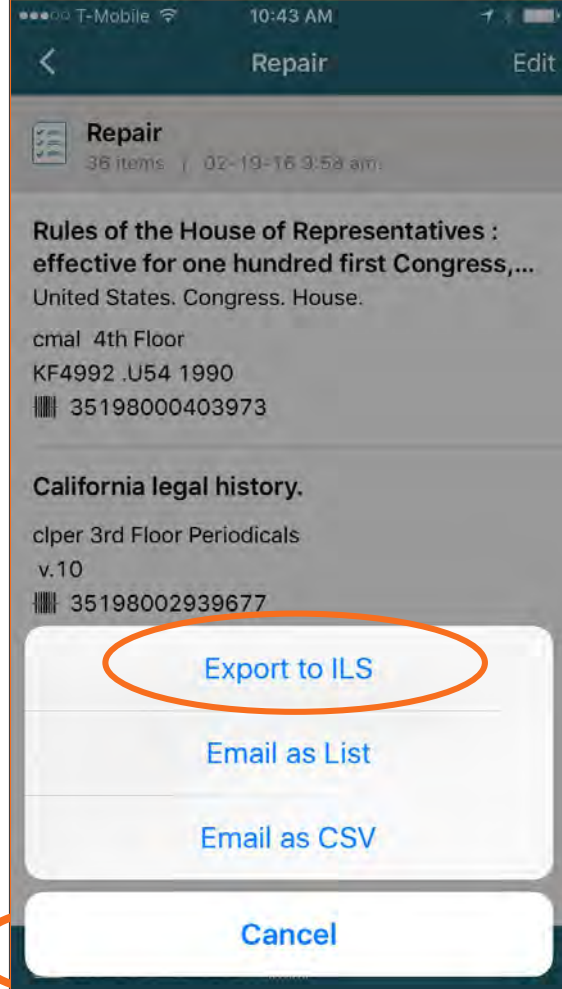 T-Mobile 10:43 AM
Repair Edit
Repair
36 items | 02-19-16 9:58 am
Rules of the House of Representatives :
effective for one hundred first Congress,...
United States. Congress. House.
cmal 4th Floor
KF4992 .U54 1990
35198000403973
California legal history.
clper 3rd Floor Periodicals
v.10
35198002939677
Export to ILS
Email as List
Email as CSV
Cancel